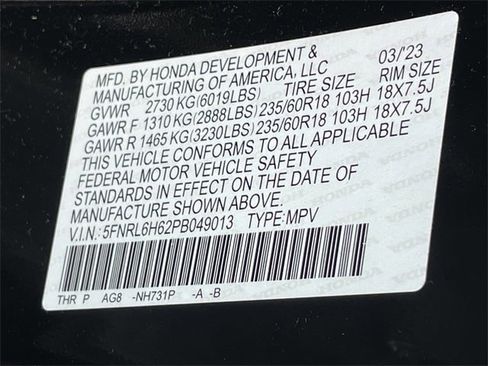 MFD. BY HONDA DEVELOPMENT & 03/'23
MANUFACTURING OF AMERICA, LLC
GVWR 2730 KG(6019LBS) TIRE SIZE RIM SIZE
GAWR F 1310 KG(2888LBS) 235/60R18 103H 18X7.5J
GAWR R 1465 KG(3230LBS) 235/60R18 103H 18X7.5J
THIS VEHICLE CONFORMS TO ALL APPLICABLE
FEDERAL MOTOR VEHICLE SAFETY
STANDARDS IN EFFECT ON THE DATE OF
MANUFACTURE SHOWN ABOVE.
V.I.N.: 5FNRL6H62PB049013 TYPE:MPV
THR P AG8 -NH731P -A -B